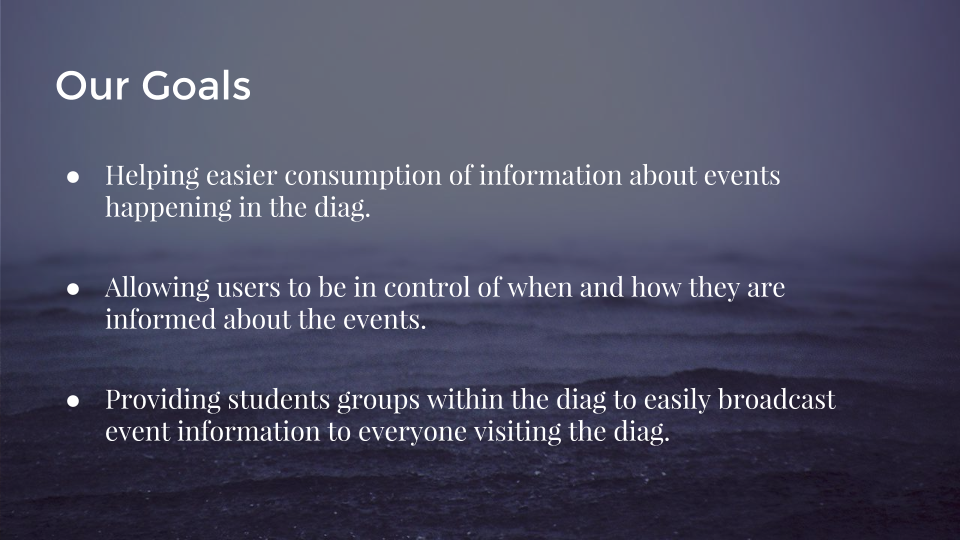 Our Goals
● Helping easier consumption of information about events
happening in the diag.
● Allowing users to be in control of when and how they are
informed about the events.
● Providing students groups within the diag to easily broadcast
event information to everyone visiting the diag.